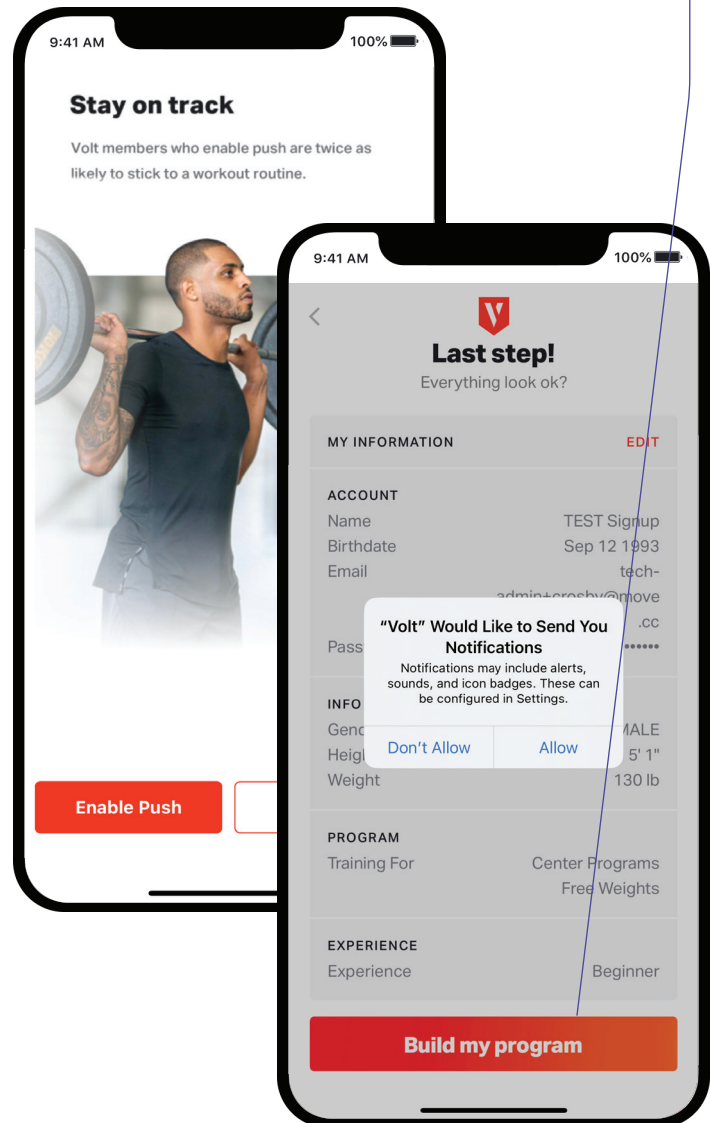 9:41 AM 100%
Stay on track
Volt members who enable push are twice as
likely to stick to a workout routine.
Enable Push
9:41 AM 100%
V
Last step!
Everything look ok?
MY INFORMATION EDIT
ACCOUNT
Name TEST Signup
Birthdate Sep 12 1993
Email tech-
admin+crosby@move
.cc
“Volt” Would Like to Send You
Notifications
Notifications may include alerts,
sounds, and icon badges. These can
be configured in Settings.
Don’t Allow Allow
Pass ••••••
INFO
Weight 130 lb
5' 1"
PROGRAM
Training For Center Programs
Free Weights
EXPERIENCE
Experience Beginner
Build my program